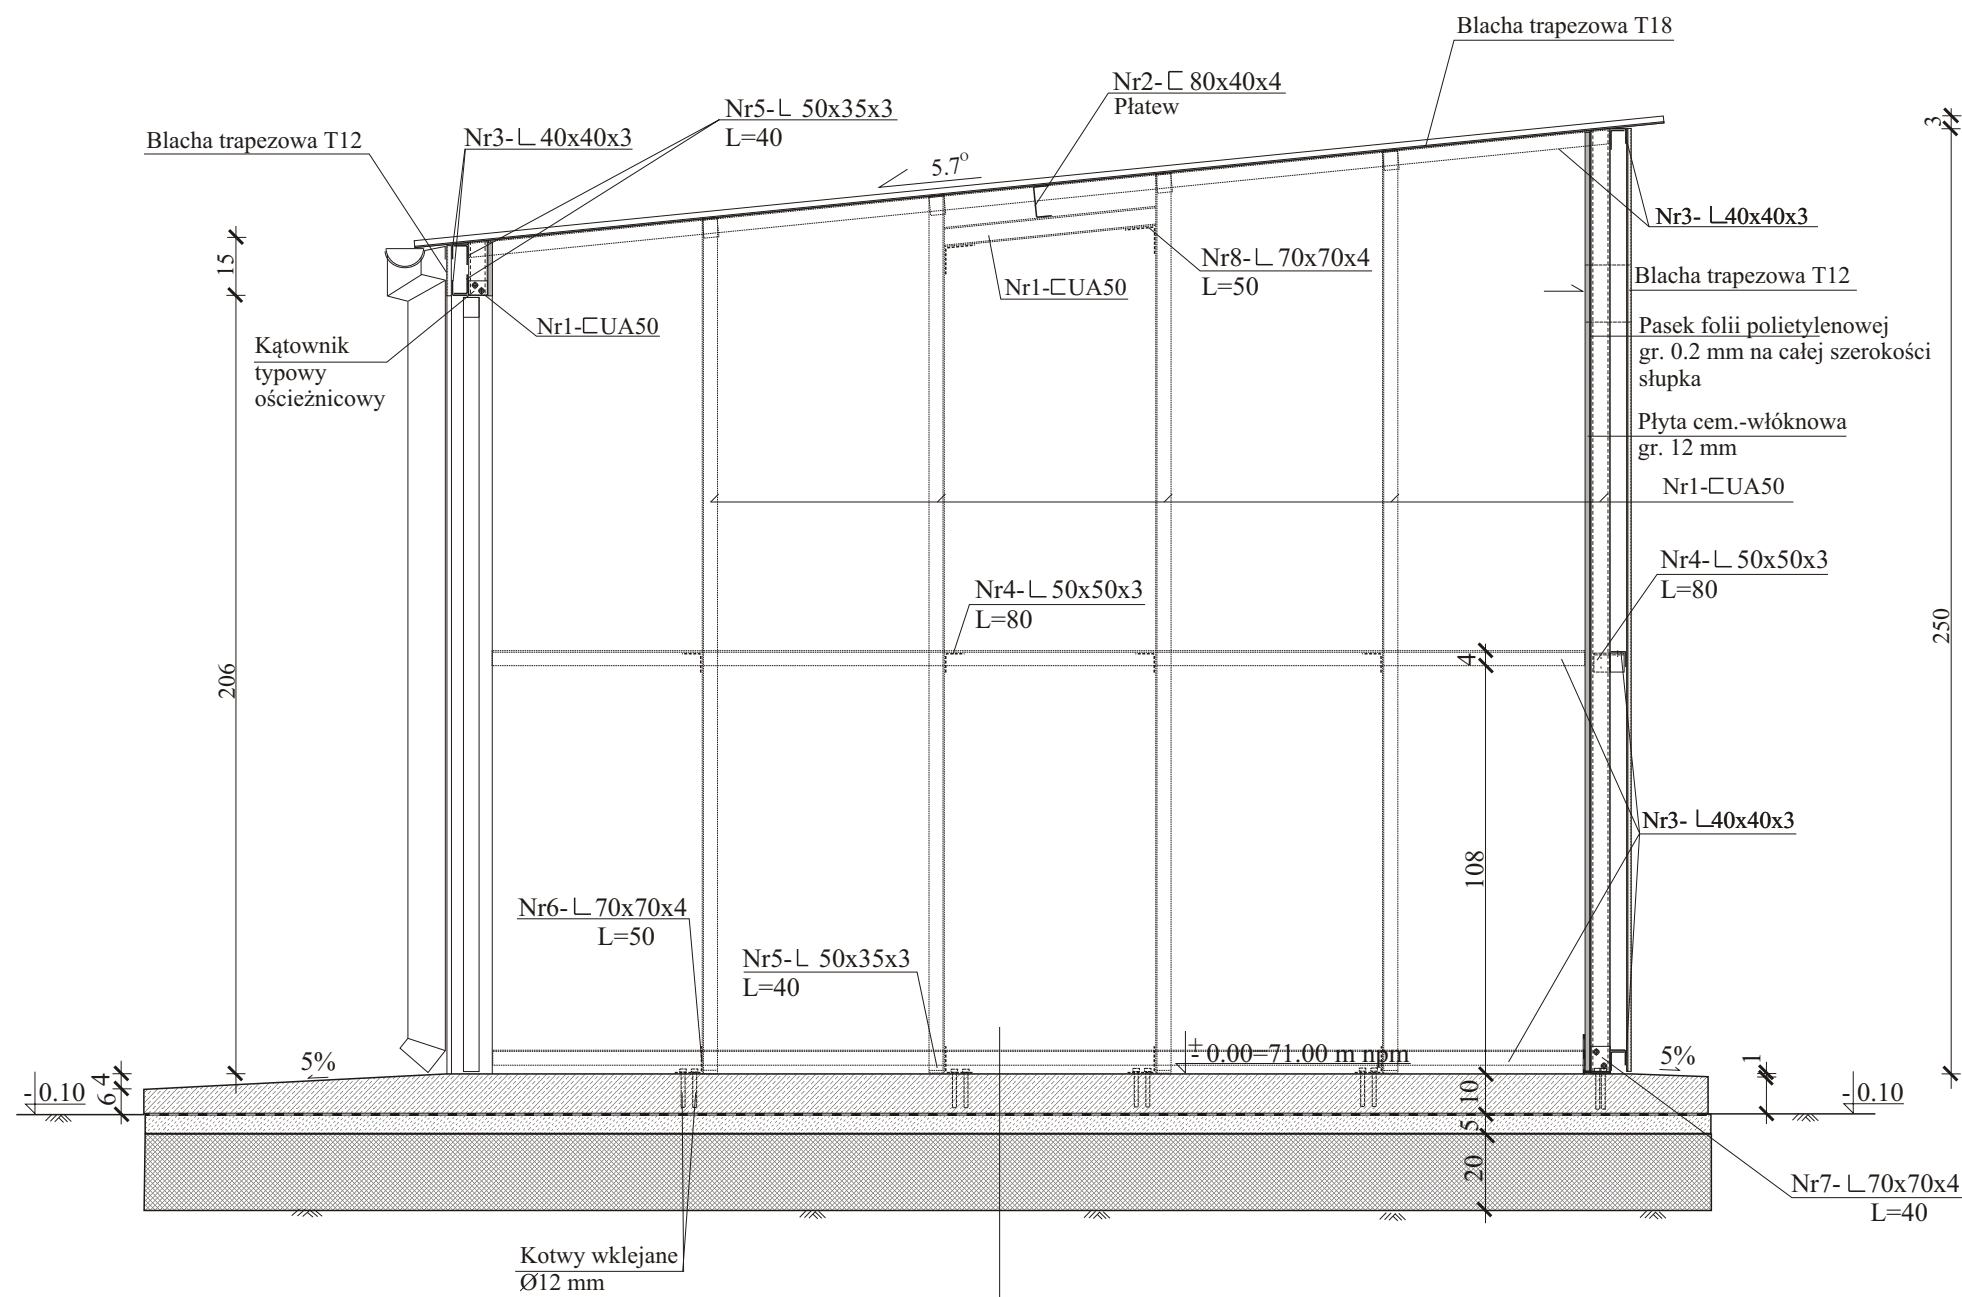 Blacha trapezowa T18
Nr2-⊏ 80x40x4
Płatew
Nr5-∟ 50x35x3
L=40
Blacha trapezowa T12
Nr3-∟40x40x3
5.7°
3
Nr3- ∟40x40x3
15
Nr8-∟70x70x4
L=50
Nr1-⊏UA50
Blacha trapezowa T12
Nr1-⊏UA50
Pasek folii polietylenowej
gr. 0.2 mm na całej szerokości
słupka
Kątownik
typowy
ościeżnicowy
Płyta cem.-włóknowa
gr. 12 mm
Nr1-⊏UA50
Nr4-∟50x50x3
L=80
Nr4-∟50x50x3
L=80
250
206
4
Nr3- ∟40x40x3
108
Nr6-∟70x70x4
L=50
Nr5-∟ 50x35x3
L=40
± 0.00=71.00 m npm
5%
5%
1
4
6
- 0.10
10
- 0.10
5
20
Nr7-∟70x70x4
L=40
Kotwy wklejane
Ø12 mm